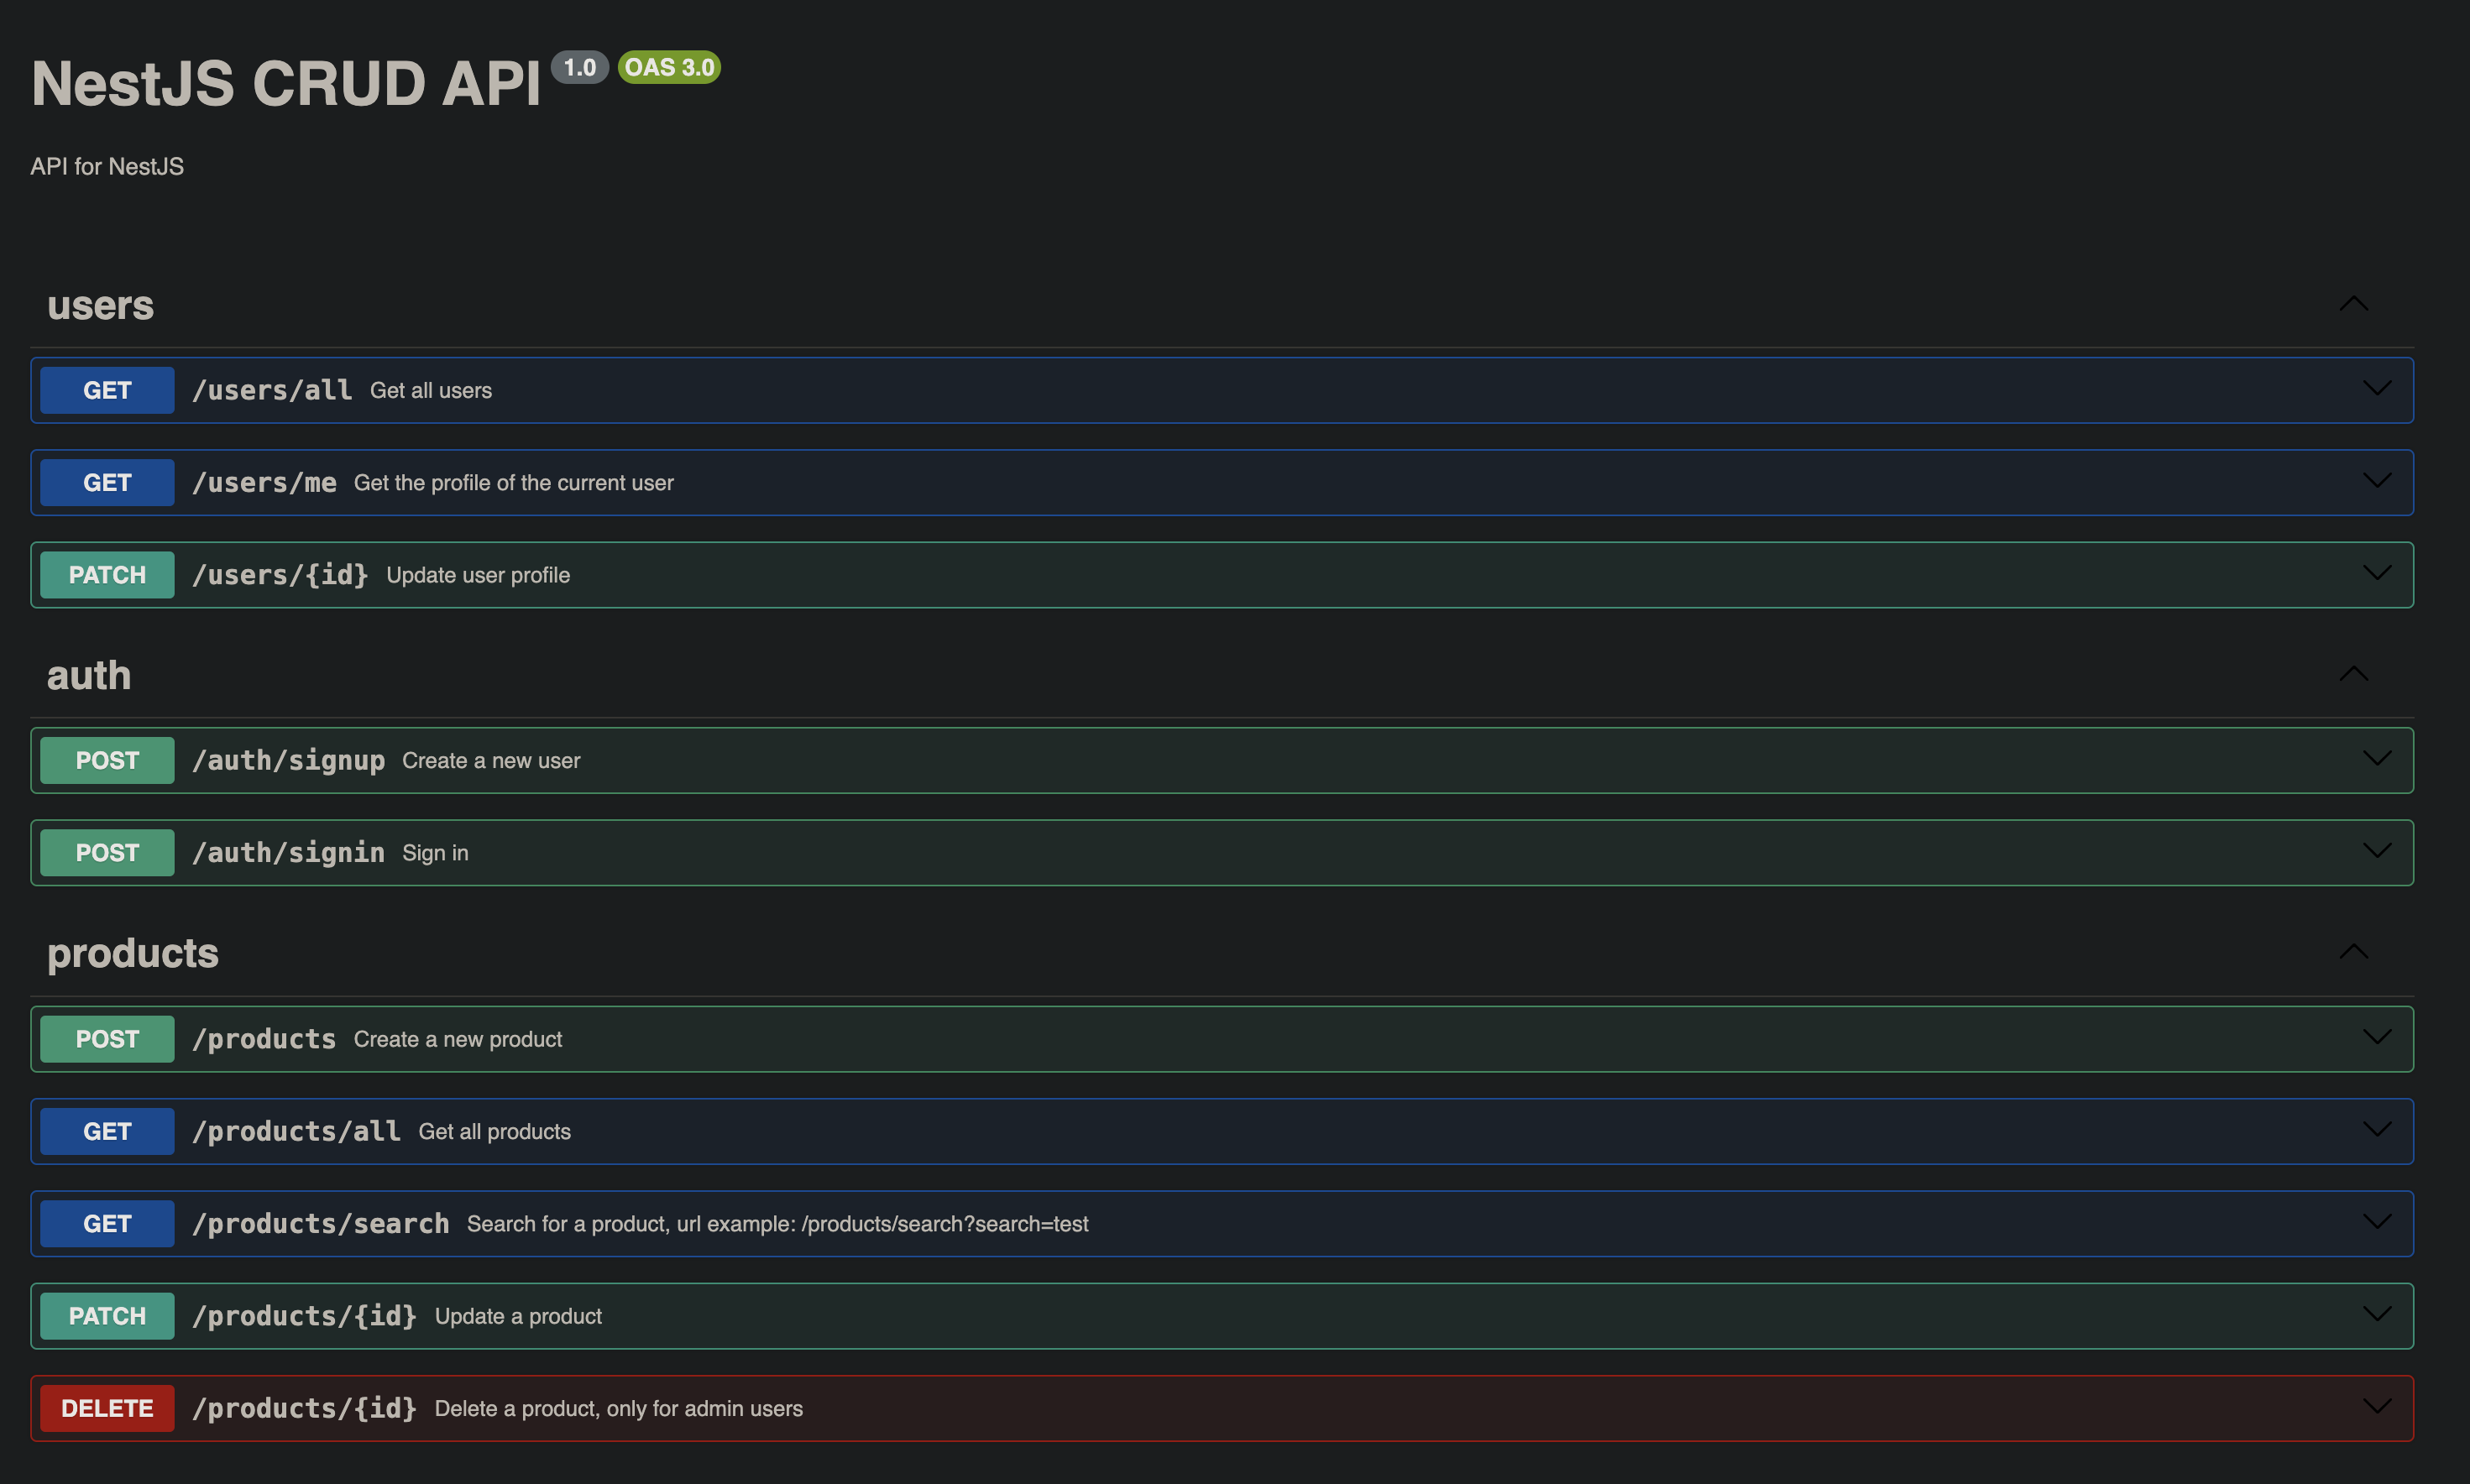 NestJS CRUD API 1.0 OAS 3.0
API for NestJS
users
GET /users/all Get all users
GET /users/me Get the profile of the current user
PATCH /users/{id} Update user profile
auth
POST /auth/signup Create a new user
POST /auth/signin Sign in
products
POST /products Create a new product
GET /products/all Get all products
GET /products/search Search for a product, url example: /products/search?search=test
PATCH /products/{id} Update a product
DELETE /products/{id} Delete a product, only for admin users